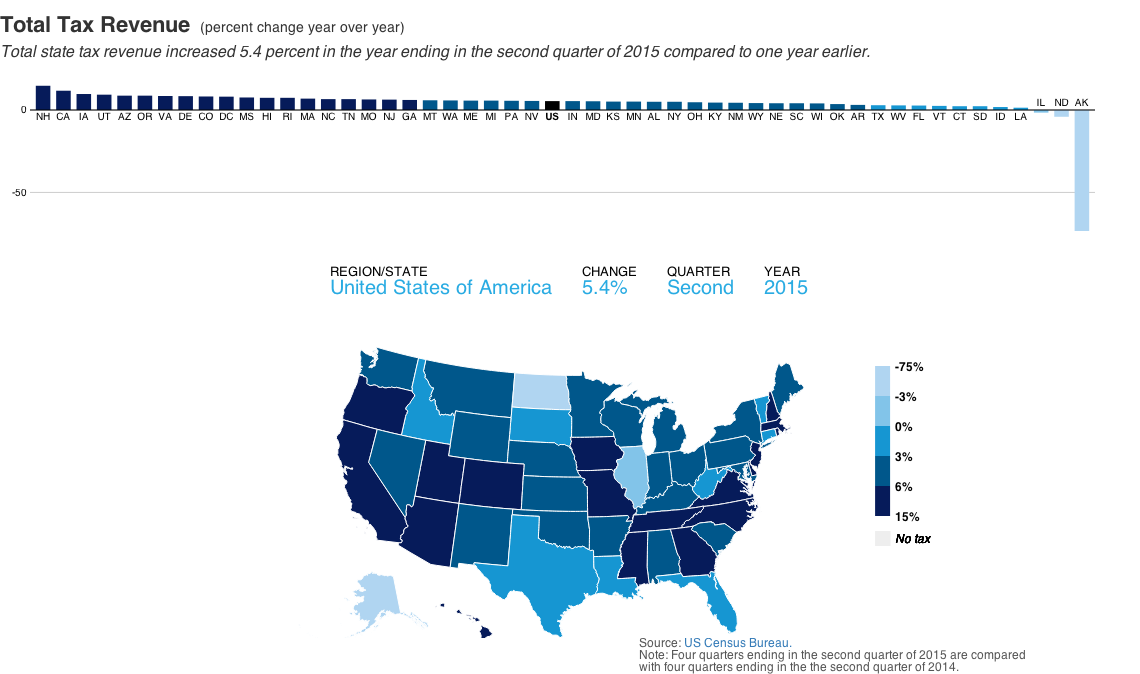 Total Tax Revenue (percent change year over year)
Total state tax revenue increased 5.4 percent in the year ending in the second quarter of 2015 compared to one year earlier.
IL ND AK
0
NH CA IA UT AZ OR VA DE CO DC MS HI RI MA NC TN MO NJ GA MT WA ME MI PA NV US IN MD KS MN AL NY OH KY NM WY NE SC WI OK AR TX WV FL VT CT SD ID LA
-50
REGION/STATE CHANGE QUARTER YEAR
United States of America 5.4% Second 2015
-75%
-3%
0%
3%
6%
15%
No tax
Source: US Census Bureau.
Note: Four quarters ending in the second quarter of 2015 are compared
with four quarters ending in the the second quarter of 2014.